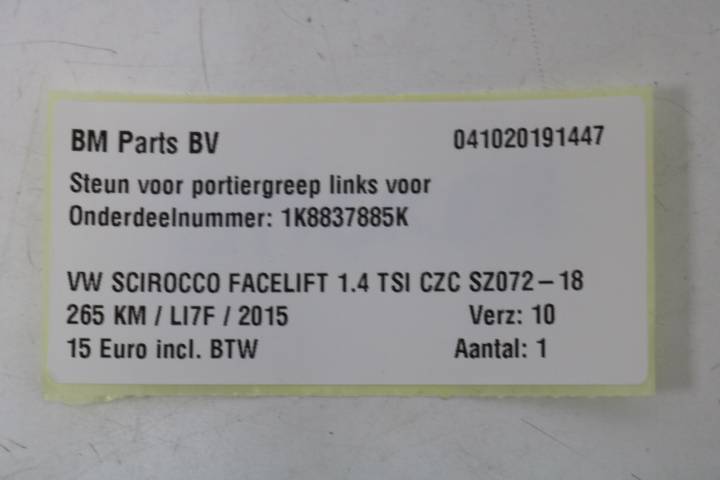 BM Parts BV 041020191447
Steun voor portiergreep links voor
Onderdeelnummer: 1K8837885K
VW SCIROCCO FACELIFT 1.4 TSI CZC SZ072-18
265 KM / LI7F / 2015 Verz: 10
15 Euro incl. BTW Aantal: 1